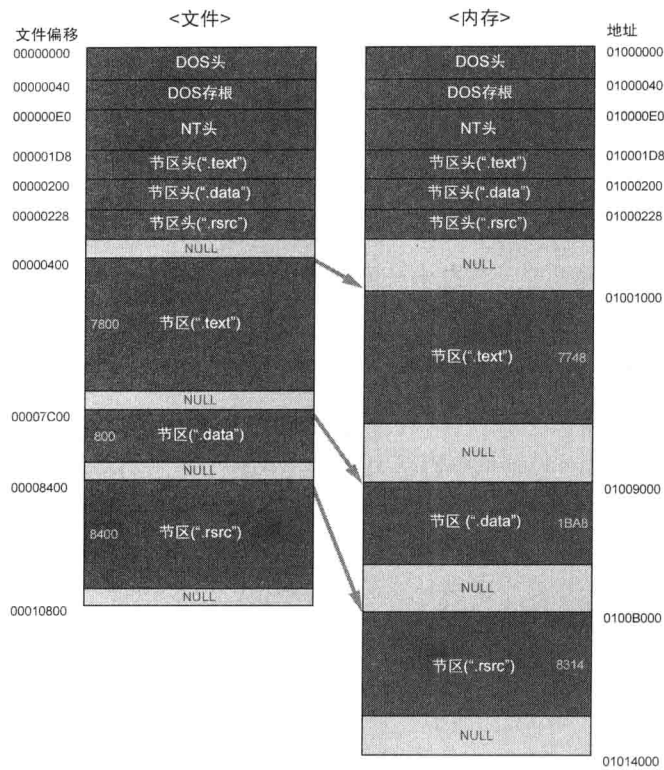 <文件>
<内存>
文件偏移
地址
00000000
DOS头
DOS头
01000000
00000040
DOS存根
DOS存根
01000040
000000E0
NT头
NT头
010000E0
000001D8
节区头(“.text”)
节区头(“.text”)
010001D8
00000200
节区头(“.data”)
节区头(“.data”)
01000200
00000228
节区头(“.rsrc”)
节区头(“.rsrc”)
01000228
NULL
NULL
00000400
01001000
7800
节区(“.text”)
节区(“.text”)
7748
NULL
00007C00
800
节区(“.data”)
NULL
NULL
00008400
01009000
8400
节区(“.rsrc”)
节区 (“.data”)
1BA8
NULL
NULL
00010800
0100B000
节区(“.rsrc”)
8314
NULL
01014000